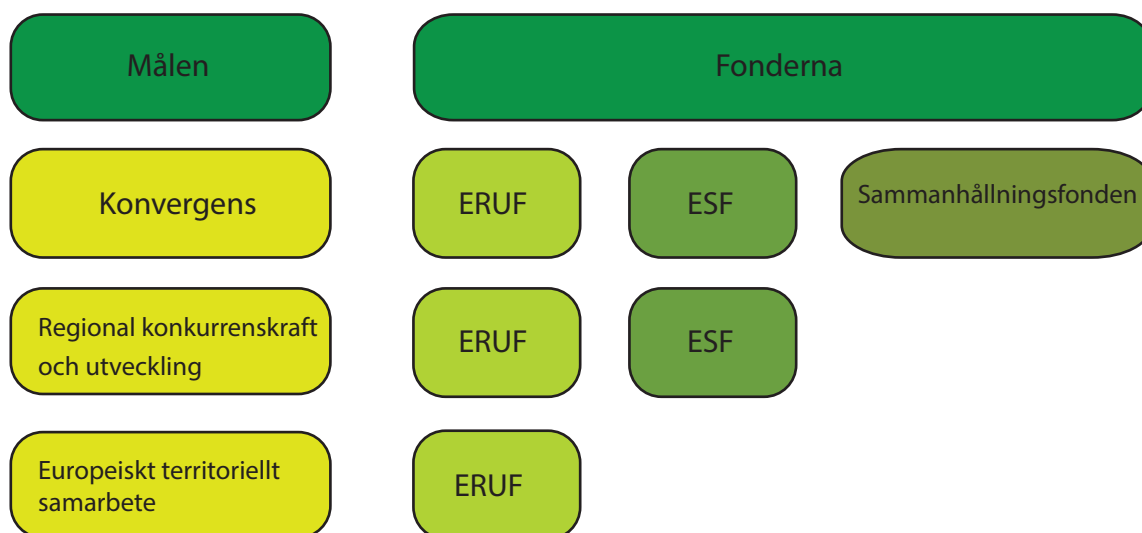 Målen
Fonderna
Konvergens
ERUF
ESF
Sammanhållningsfonden
Regional konkurrenskraft
och utveckling
ERUF
ESF
Europeiskt territoriellt
samarbete
ERUF